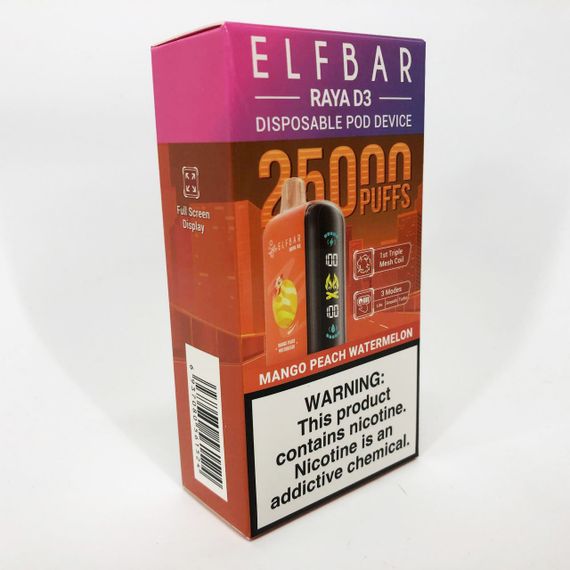 ELFBAR
RAYA D3
DISPOSABLE POD DEVICE
25000
PUFFS
Full Screen
Display
ELFBAR
100
100
1st Triple
Mesh Coil
3 Modes
MANGO PEACH WATERMELON
WARNING:
This product
contains nicotine.
Nicotine is an
addictive chemical.